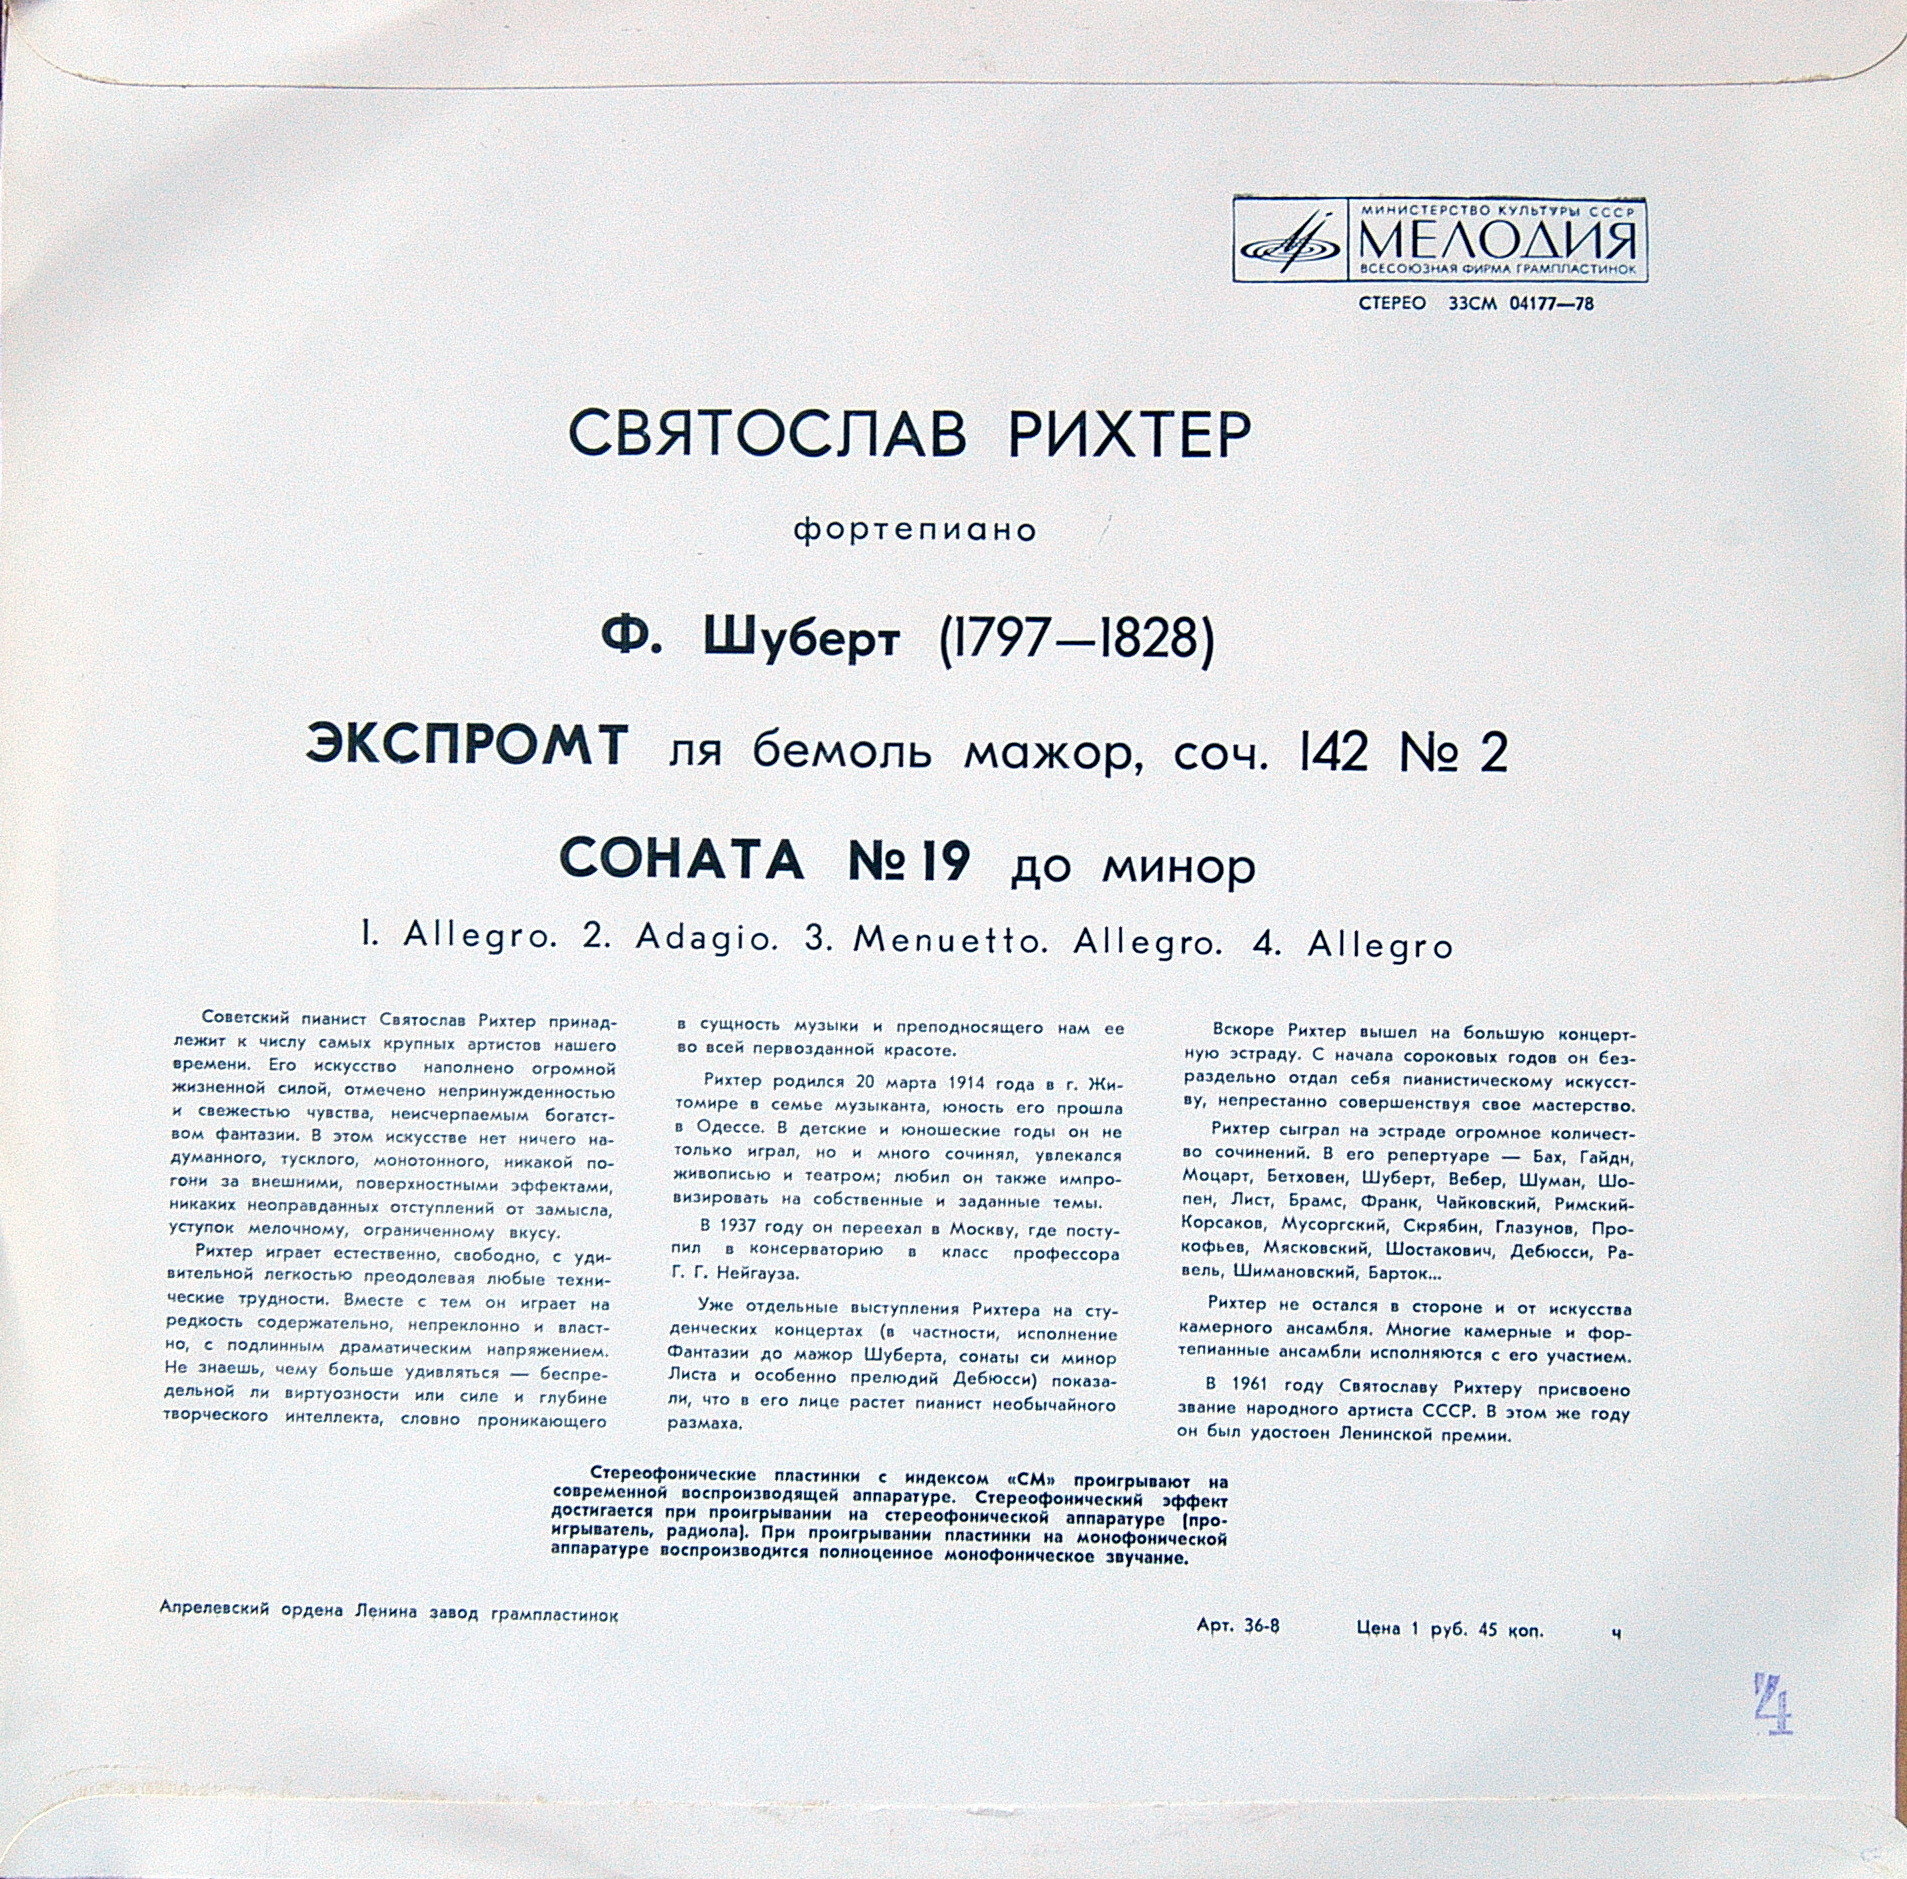 МИНИСТЕРСТВО КУЛЬТУРЫ СССР
МЕЛОДИЯ
ВСЕСОЮЗНАЯ ФИРМА ГРАМПЛАСТИНОК
СТЕРЕО 33СМ 04177—78
СВЯТОСЛАВ РИХТЕР
фортепиано
Ф. Шуберт (1797—1828)
ЭКСПРОМТ ля бемоль мажор, соч. 142 № 2
СОНАТА № 19 до минор
1. Allegro. 2. Adagio. 3. Menuetto. Allegro. 4. Allegro
Советский пианист Святослав Рихтер принад-
лежит к числу самых крупных артистов нашего
времени. Его искусство наполнено огромной
жизненной силой, отмечено непринужденностью
и свежестью чувства, неисчерпаемым богатст-
вом фантазии. В этом искусстве нет ничего на-
думанного, тусклого, монотонного, никакой по-
гони за внешними, поверхностными эффектами,
никаких неоправданных отступлений от замысла,
уступок мелочному, ограниченному вкусу.
Рихтер играет естественно, свободно, с уди-
вительной легкостью преодолевая любые техни-
ческие трудности. Вместе с тем он играет на
редкость содержательно, непреклонно и власт-
но, с подлинным драматическим напряжением.
Не знаешь, чему больше удивляться — беспре-
дельной ли виртуозности или силе и глубине
творческого интеллекта, словно проникающего
в сущность музыки и преподносящего нам ее
во всей первозданной красоте.
Рихтер родился 20 марта 1914 года в г. Жи-
томире в семье музыканта, юность его прошла
в Одессе. В детские и юношеские годы он не
только играл, но и много сочинял, увлекался
живописью и театром; любил он также импро-
визировать на собственные и заданные темы.
В 1937 году он переехал в Москву, где посту-
пил в консерваторию в класс профессора
Г. Г. Нейгауза.
Уже отдельные выступления Рихтера на сту-
денческих концертах (в частности, исполнение
Фантазии до мажор Шуберта, сонаты си минор
Листа и особенно прелюдий Дебюсси) показа-
ли, что в его лице растет пианист необычайного
размаха.
Вскоре Рихтер вышел на большую концерт-
ную эстраду. С начала сороковых годов он без-
раздельно отдал себя пианистическому искусст-
ву, непрестанно совершенствуя свое мастерство.
Рихтер сыграл на эстраде огромное количест-
во сочинений. В его репертуаре — Бах, Гайдн,
Моцарт, Бетховен, Шуберт, Вебер, Шуман, Шо-
пен, Лист, Брамс, Франк, Чайковский, Римский-
Корсаков, Мусоргский, Скрябин, Глазунов, Про-
кофьев, Мясковский, Шостакович, Дебюсси, Ра-
вель, Шимановский, Барток...
Рихтер не остался в стороне и от искусства
камерного ансамбля. Многие камерные и фор-
тепианные ансамбли исполняются с его участием.
В 1961 году Святославу Рихтеру присвоено
звание народного артиста СССР. В этом же году
он был удостоен Ленинской премии.
Стереофонические пластинки с индексом «СМ» проигрывают на
современной воспроизводящей аппаратуре. Стереофонический эффект
достигается при проигрывании на стереофонической аппаратуре (про-
игрыватель, радиола). При проигрывании пластинки на монофонической
аппаратуре воспроизводится полноценное монофоническое звучание.
Апрелевский ордена Ленина завод грампластинок
Арт. 36-8 Цена 1 руб. 45 коп. ч